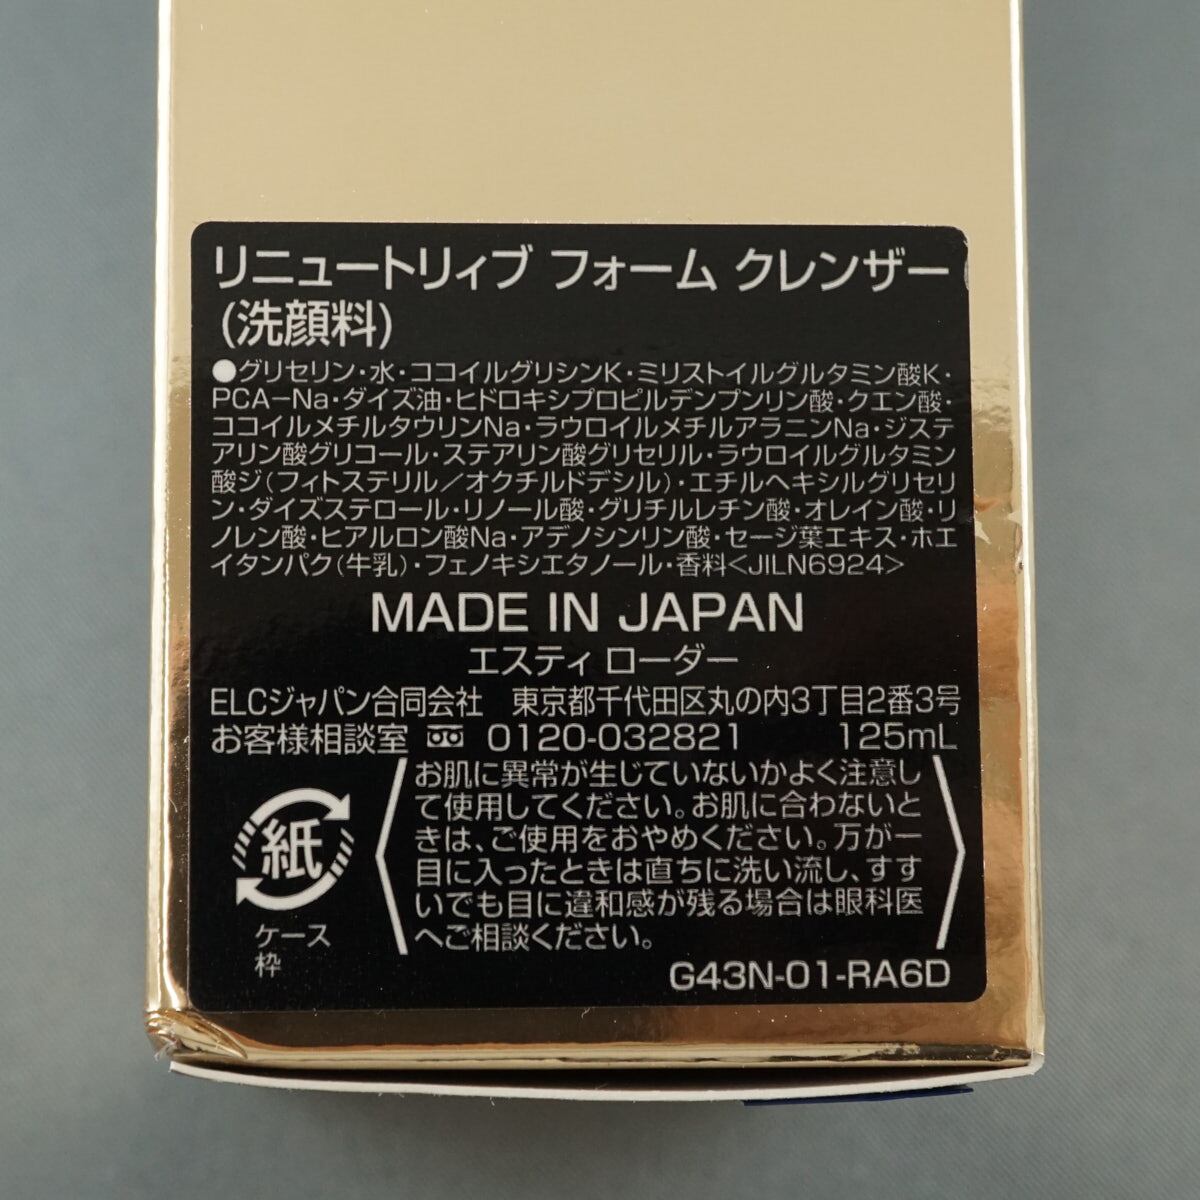 リニュートリィブ フォーム クレンザー
(洗顔料)
●グリセリン・水・ココイルグリシンK・ミリストイルグルタミン酸K・
PCA-Na・ダイズ油・ヒドロキシプロピルデンプンリン酸・クエン酸・
ココイルメチルタウリンNa・ラウロイルメチルアラニンNa・ジステ
アリン酸グリコール・ステアリン酸グリセリル・ラウロイルグルタミン
酸ジ(フィトステリル/オクチルドデシル)・エチルヘキシルグリセリ
ン・ダイズステロール・リノール酸・グリチルレチン酸・オレイン酸・リ
ノレン酸・ヒアルロン酸Na・アデノシンリン酸・セージ葉エキス・ホエ
イタンパク(牛乳)・フェノキシエタノール・香料<JILN6924>
MADE IN JAPAN
エスティ ローダー
ELCジャパン合同会社 東京都千代田区丸の内3丁目2番3号
お客様相談室 0120-032821 125mL
紙
ケース
枠
お肌に異常が生じていないかよく注意し
て使用してください。お肌に合わないと
きは、ご使用をおやめください。万が一
目に入ったときは直ちに洗い流し、すす
いでも目に違和感が残る場合は眼科医
へご相談ください。
G43N-01-RA6D